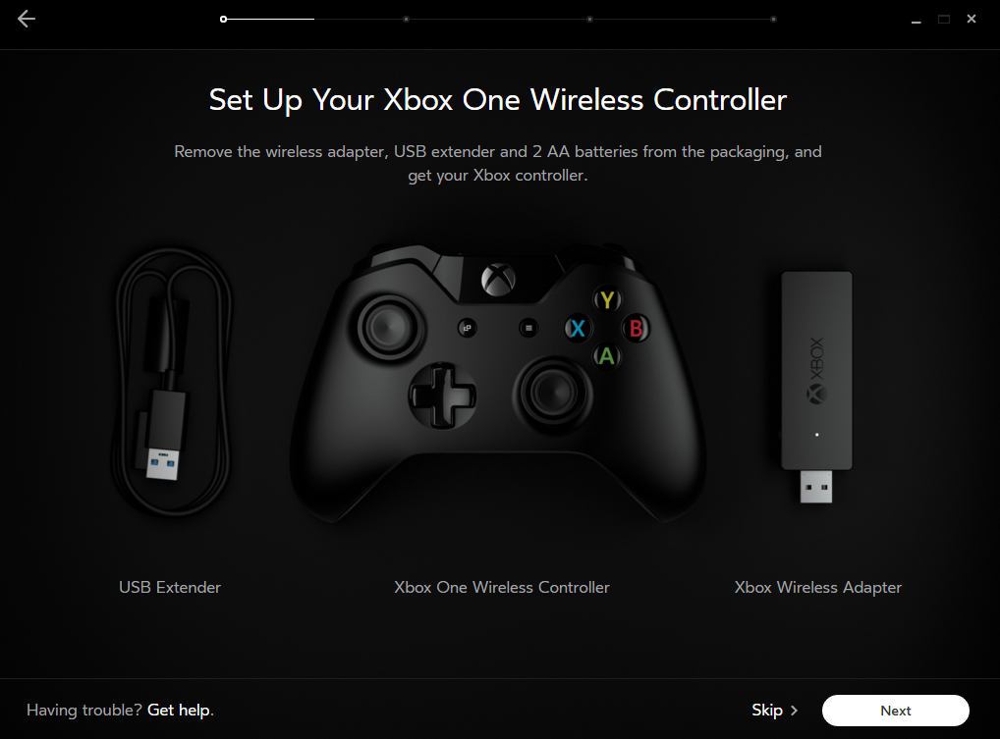 Set Up Your Xbox One Wireless Controller
Remove the wireless adapter, USB extender and 2 AA batteries from the packaging, and
get your Xbox controller.
Y
X
B
A
XBOX
USB Extender
Xbox One Wireless Controller
Xbox Wireless Adapter
Having trouble? Get help.
Skip
Next